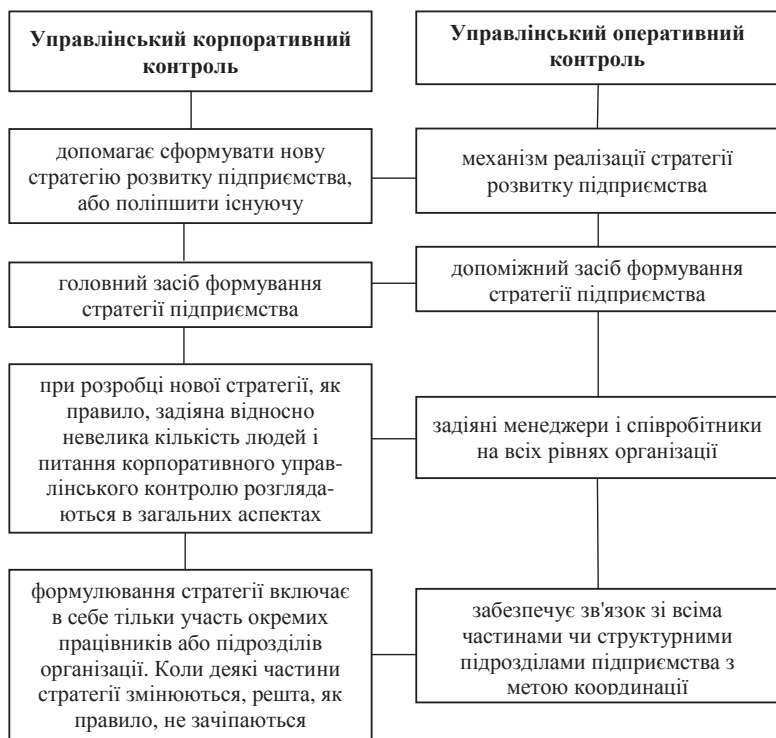 Управлінський корпоративний
контроль
Управлінський оперативний
контроль
допомагає сформувати нову
стратегію розвитку підприємства,
або поліпшити існуючу
механізм реалізації стратегії
розвитку підприємства
головний засіб формування
стратегії підприємства
допоміжний засіб формування
стратегії підприємства
при розробці нової стратегії, як
правило, задіяна відносно
невелика кількість людей і
питання корпоративного управ-
лінського контролю розгляда-
ються в загальних аспектах
задіяні менеджери і співробітники
на всіх рівнях організації
формулювання стратегії включає
в себе тільки участь окремих
працівників або підрозділів
організації. Коли деякі частини
стратегії змінюються, решта, як
правило, не зачіпаються
забезпечує зв'язок зі всіма
частинами чи структурними
підрозділами підприємства з
метою координації